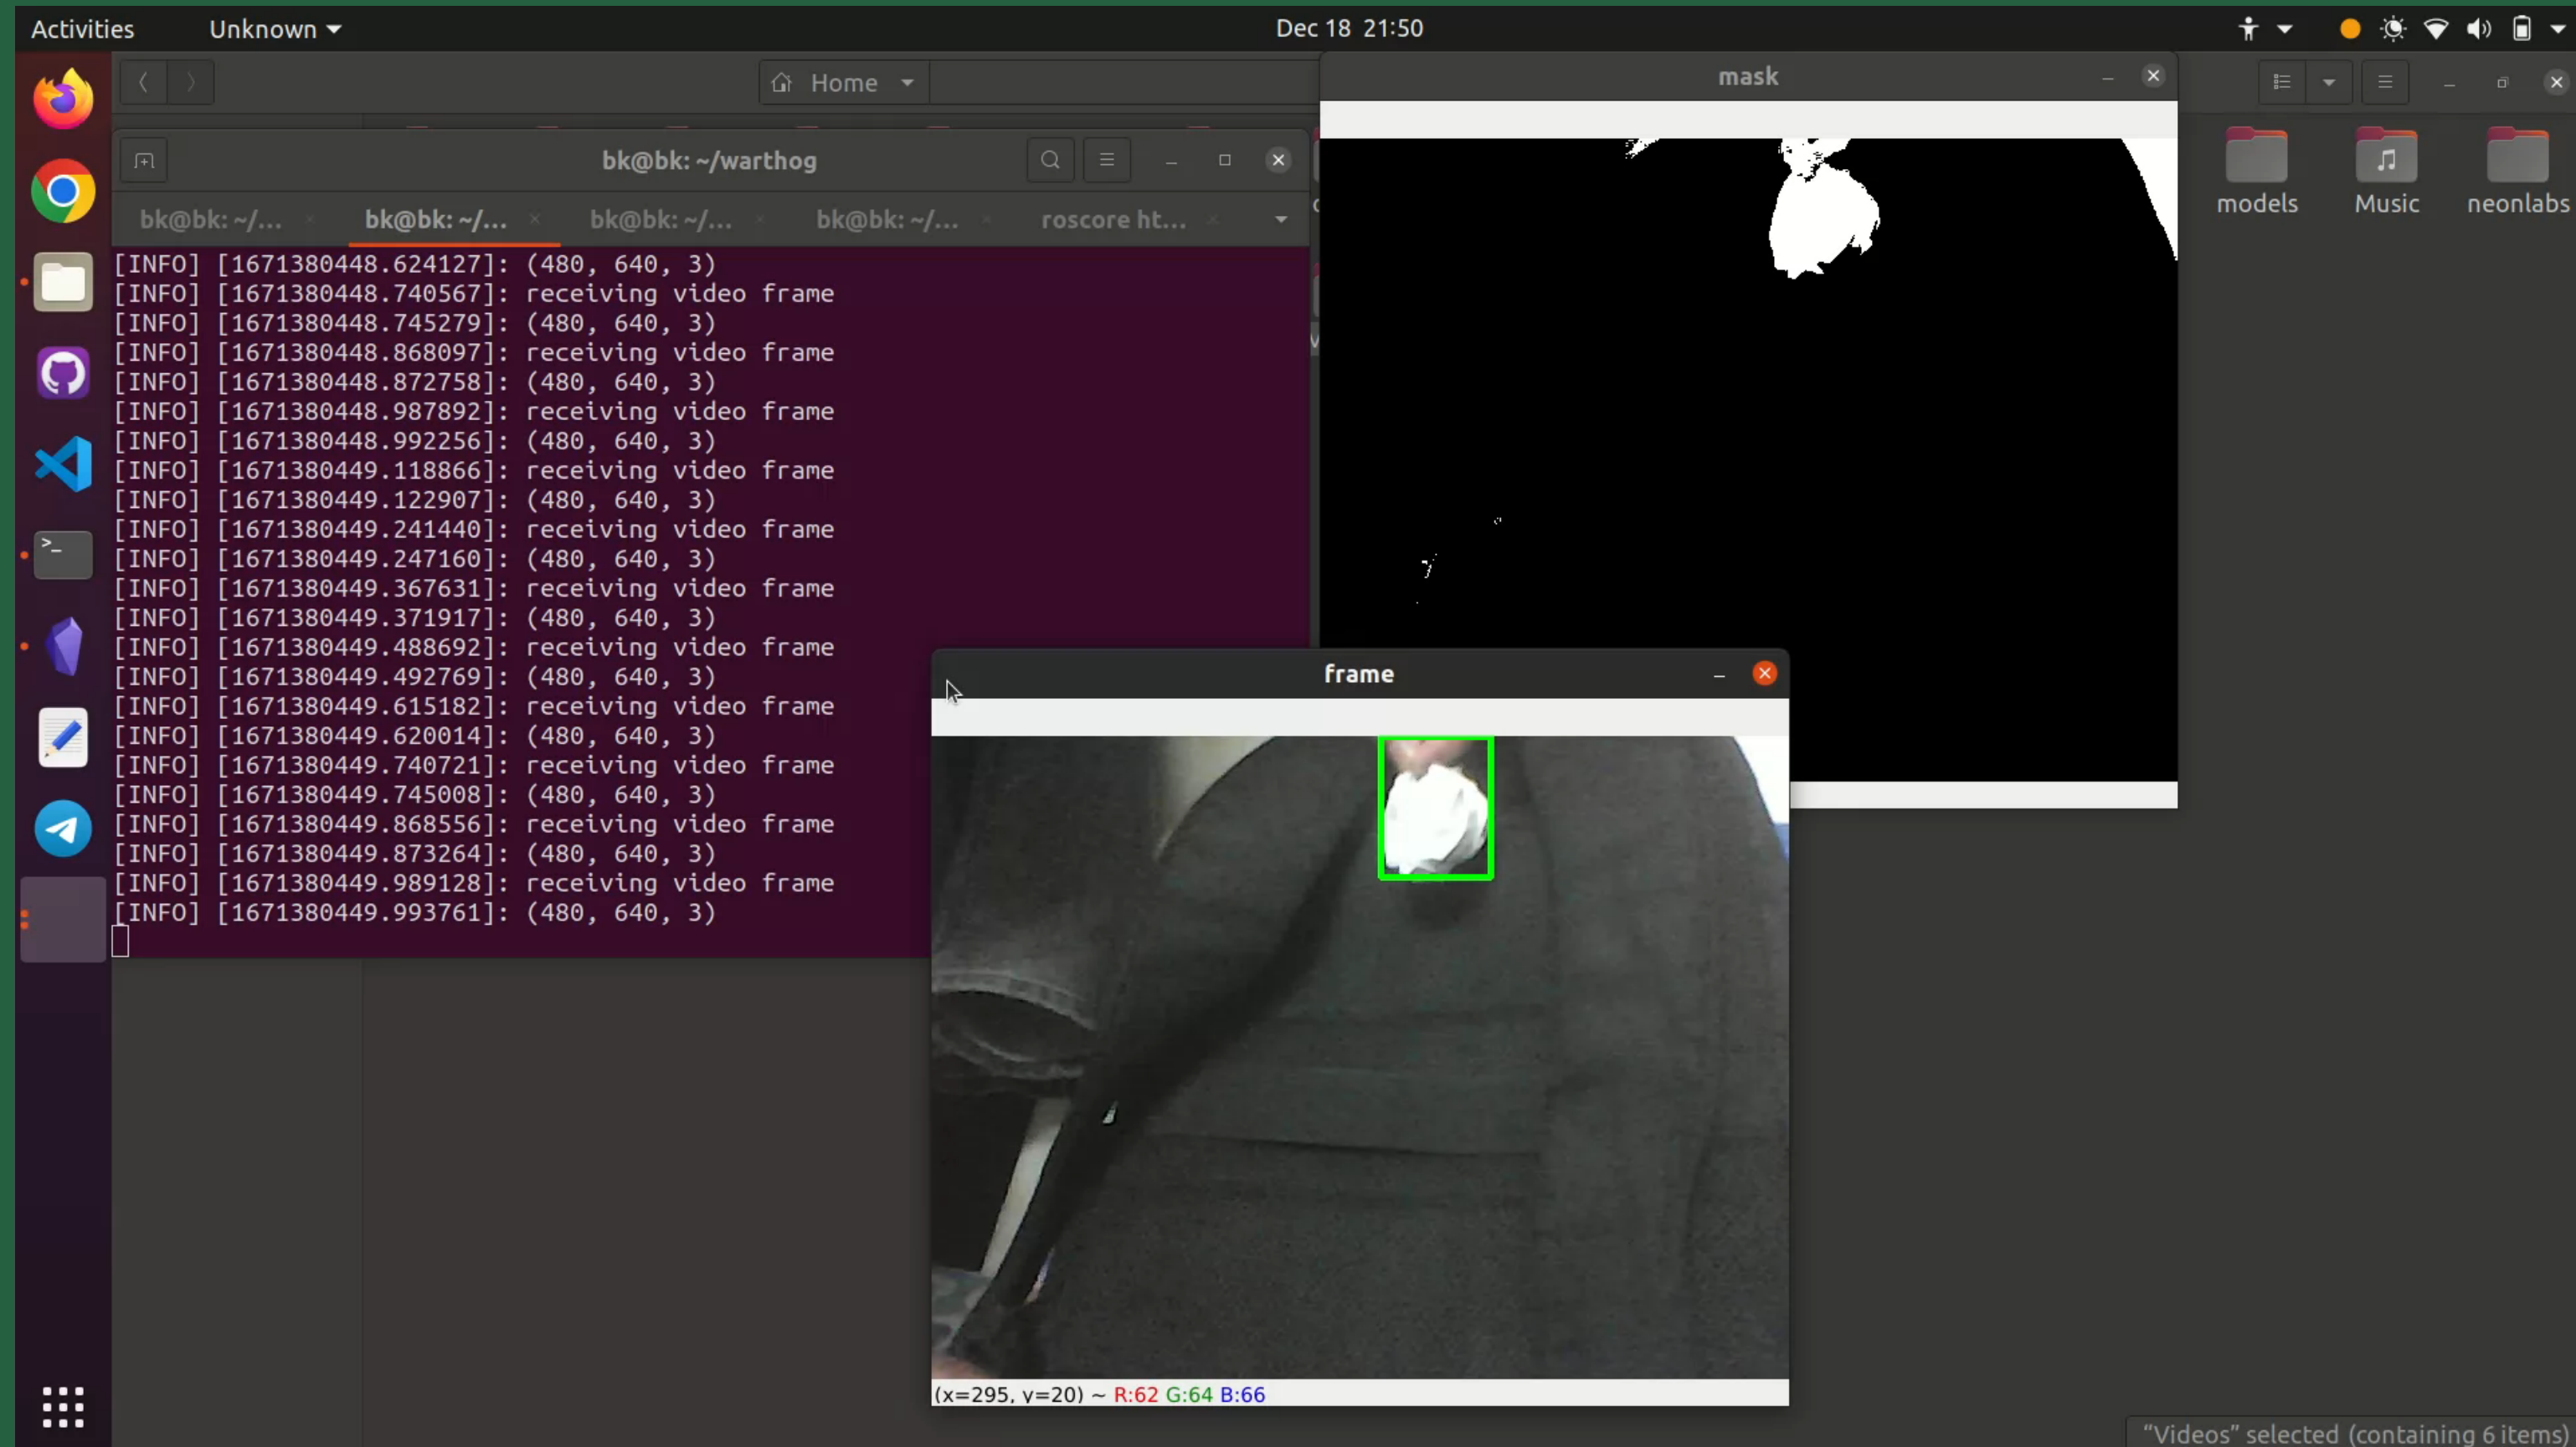 Activities
Unknown
Dec 18 21:50
Home
mask
models
Music
neonlabs
bk@bk: ~/warthog
bk@bk: ~/...
bk@bk: ~/...
bk@bk: ~/...
bk@bk: ~/...
roscore ht...
[INFO] [1671380448.624127]: (480, 640, 3)
[INFO] [1671380448.740567]: receiving video frame
[INFO] [1671380448.745279]: (480, 640, 3)
[INFO] [1671380448.868097]: receiving video frame
[INFO] [1671380448.872758]: (480, 640, 3)
[INFO] [1671380448.987892]: receiving video frame
[INFO] [1671380448.992256]: (480, 640, 3)
[INFO] [1671380449.118866]: receiving video frame
[INFO] [1671380449.122907]: (480, 640, 3)
[INFO] [1671380449.241440]: receiving video frame
[INFO] [1671380449.247160]: (480, 640, 3)
[INFO] [1671380449.367631]: receiving video frame
[INFO] [1671380449.371917]: (480, 640, 3)
[INFO] [1671380449.488692]: receiving video frame
[INFO] [1671380449.492769]: (480, 640, 3)
[INFO] [1671380449.615182]: receiving video frame
[INFO] [1671380449.620014]: (480, 640, 3)
[INFO] [1671380449.740721]: receiving video frame
[INFO] [1671380449.745008]: (480, 640, 3)
[INFO] [1671380449.868556]: receiving video frame
[INFO] [1671380449.873264]: (480, 640, 3)
[INFO] [1671380449.989128]: receiving video frame
[INFO] [1671380449.993761]: (480, 640, 3)
frame
(x=295, y=20) ~ R:62 G:64 B:66
“Videos” selected (containing 6 items)